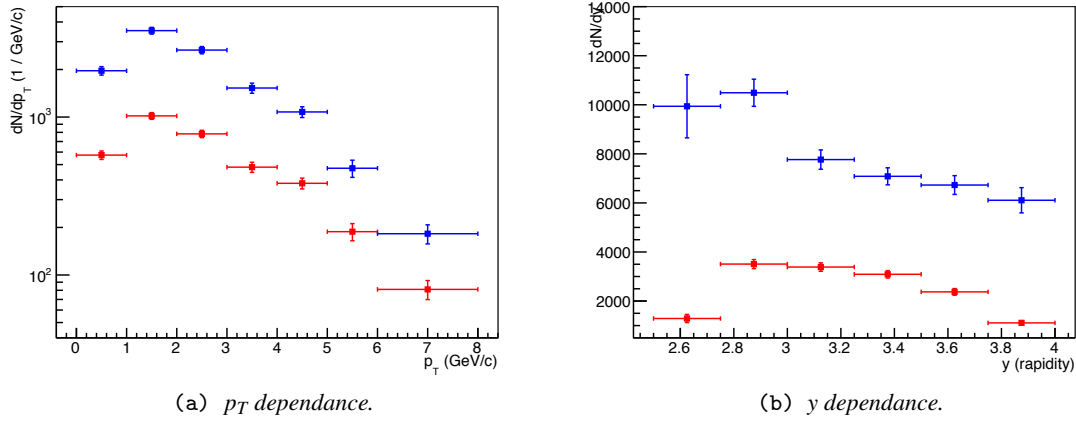 dN/dp_T (1 / GeV/c)
10^3
10^2
0 1 2 3 4 5 6 7 8
p_T (GeV/c)
(a) p_T dependance.
dN/dy
14000
12000
10000
8000
6000
4000
2000
2.6 2.8 3 3.2 3.4 3.6 3.8 4
y (rapidity)
(b) y dependance.